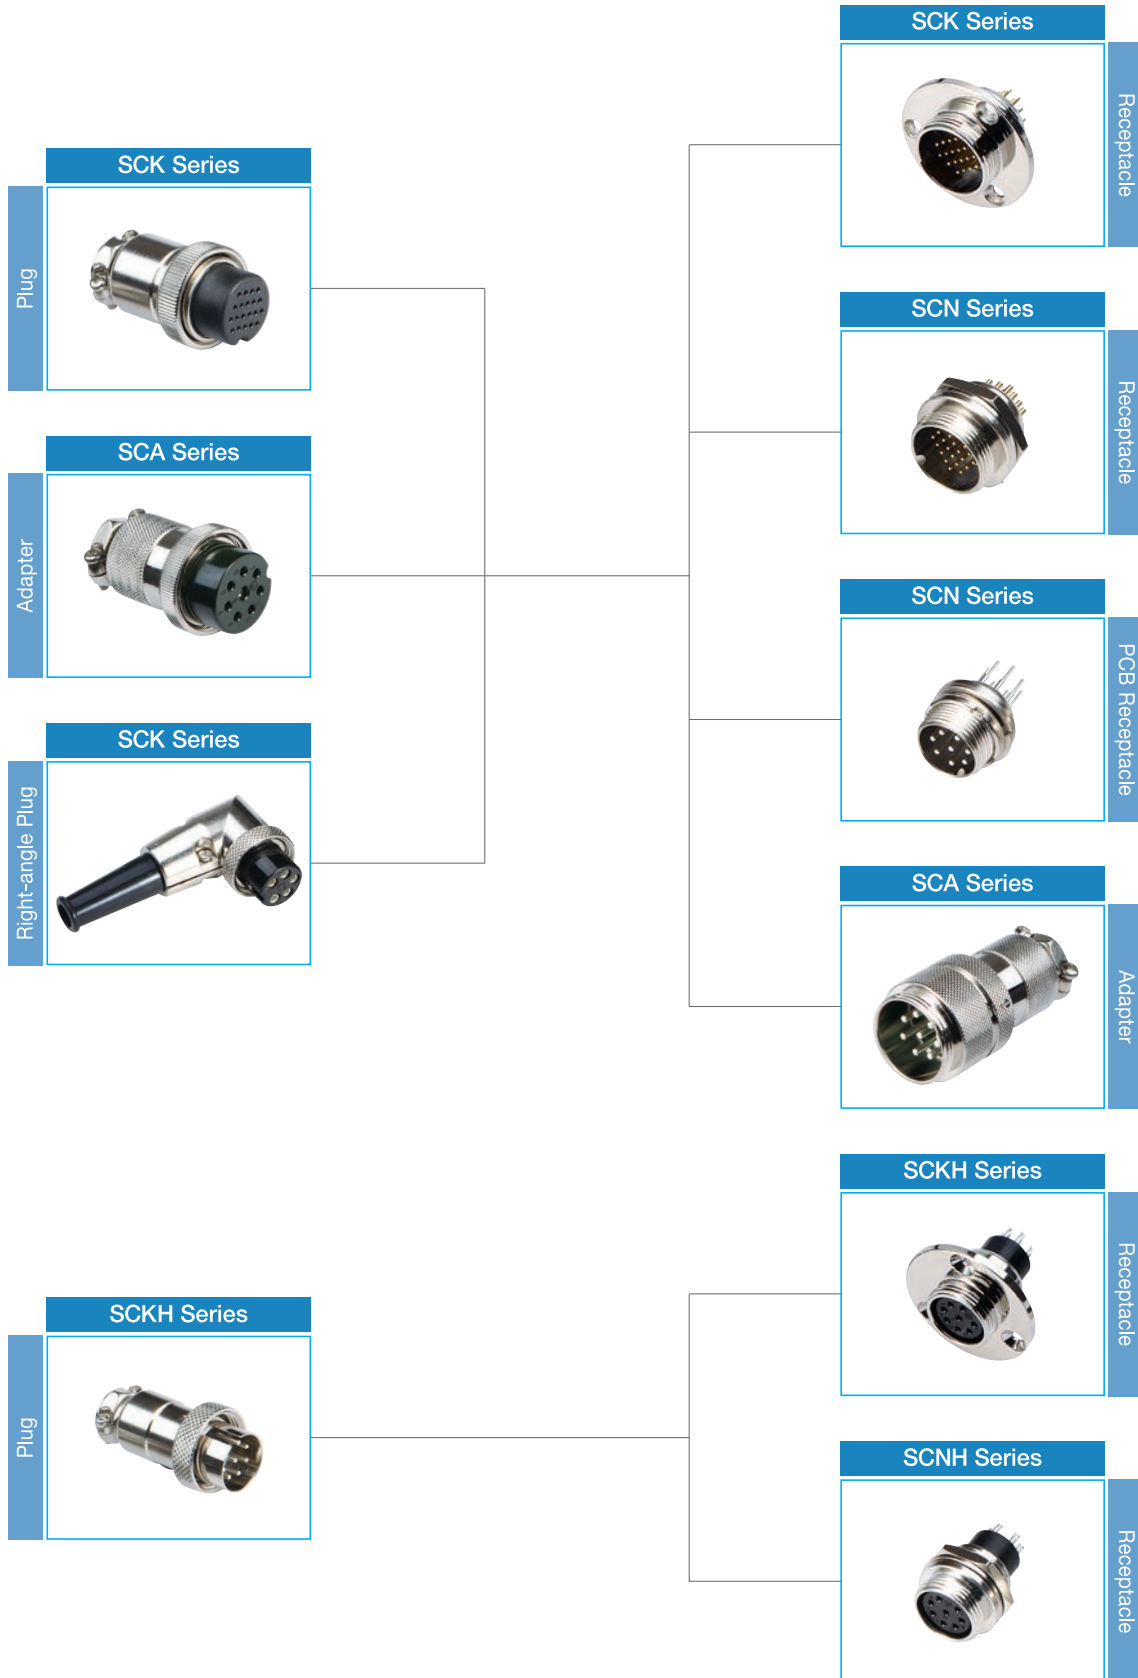 SCK Series
Receptacle
SCK Series
Plug
SCN Series
Receptacle
SCA Series
Adapter
SCN Series
PCB Receptacle
SCK Series
Right-angle Plug
SCA Series
Adapter
SCKH Series
Receptacle
SCKH Series
Plug
SCNH Series
Receptacle